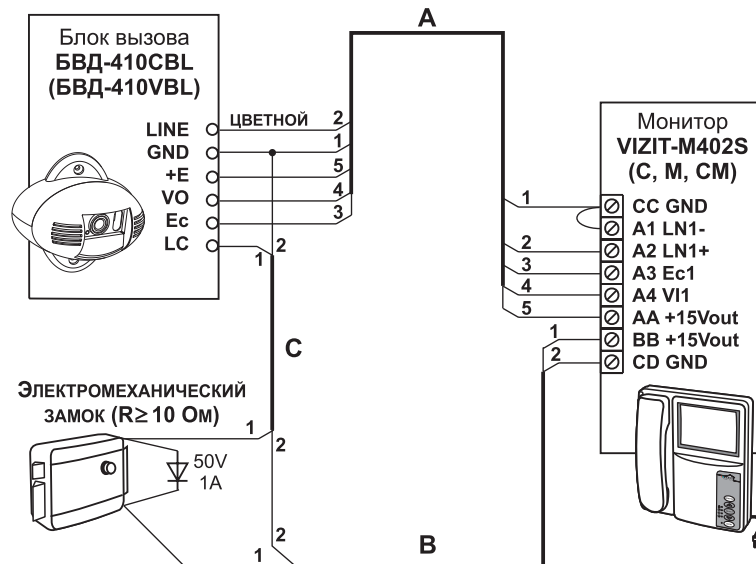 A
Блок вызова
БВД-410CBL
(БВД-410VBL)
LINE
GND
+E
VO
Ec
LC
ЦВЕТНОЙ
2
1
5
4
3
1
2
Монитор
VIZIT-M402S
(C, M, CM)
1
2
3
4
5
1
2
CC GND
A1 LN1-
A2 LN1+
A3 Ec1
A4 VI1
AA +15Vout
BB +15Vout
CD GND
C
ЭЛЕКТРОМЕХАНИЧЕСКИЙ
ЗАМОК (R≥ 10 ОМ)
1
2
50V
1A
2
1
B